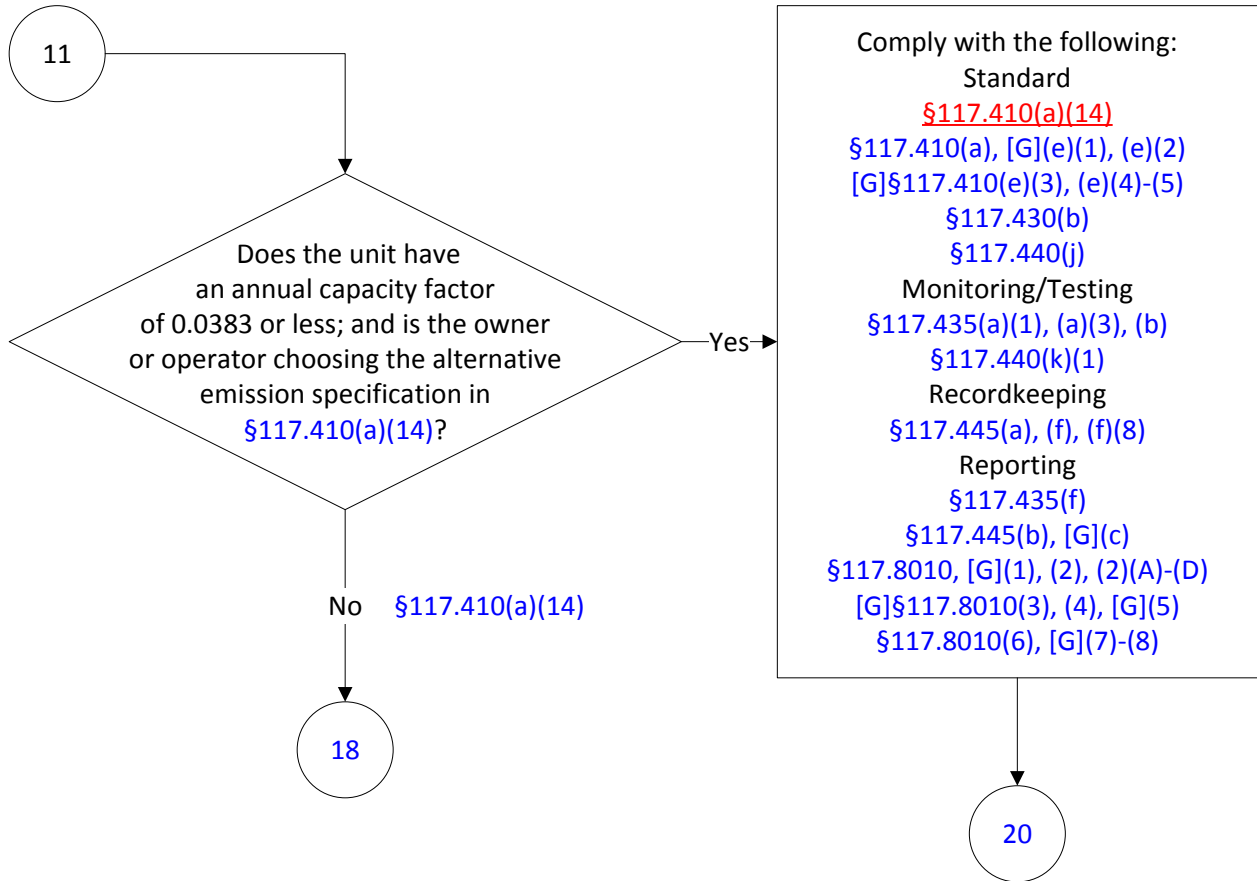 11
Does the unit have
an annual capacity factor
of 0.0383 or less; and is the owner
or operator choosing the alternative
emission specification in
§117.410(a)(14)?
Yes
Comply with the following:
Standard
§117.410(a)(14)
§117.410(a), [G](e)(1), (e)(2)
[G]§117.410(e)(3), (e)(4)-(5)
§117.430(b)
§117.440(j)
Monitoring/Testing
§117.435(a)(1), (a)(3), (b)
§117.440(k)(1)
Recordkeeping
§117.445(a), (f), (f)(8)
Reporting
§117.435(f)
§117.445(b), [G](c)
§117.8010, [G](1), (2), (2)(A)-(D)
[G]§117.8010(3), (4), [G](5)
§117.8010(6), [G](7)-(8)
No §117.410(a)(14)
18
20